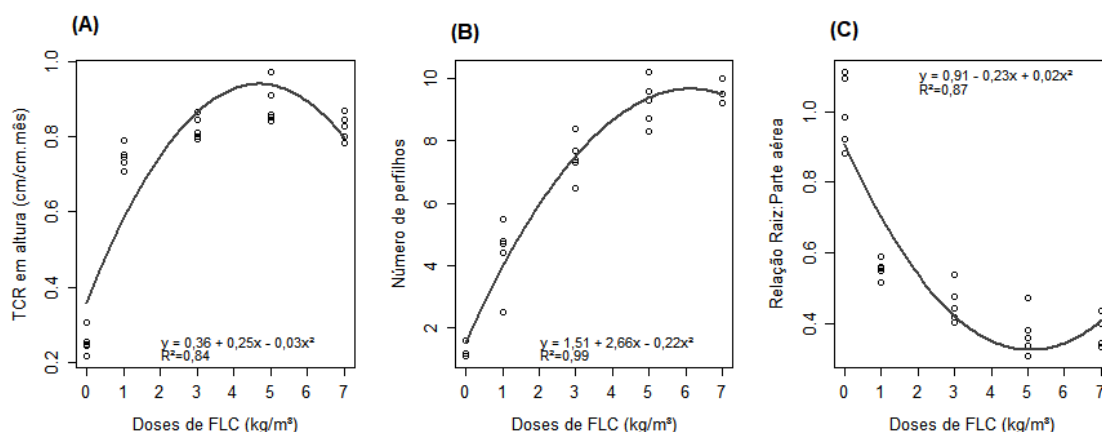 (A)
TCR em altura (cm/cm.mês)
1.0
0.8
0.6
0.4
0.2
y = 0,36 + 0,25x - 0,03x²
R²=0,84
0 1 2 3 4 5 6 7
Doses de FLC (kg/m³)
(B)
Número de perfilhos
10
8
6
4
2
y = 1,51 + 2,66x - 0,22x²
R²=0,99
0 1 2 3 4 5 6 7
Doses de FLC (kg/m³)
(C)
Relação Raiz:Parte aérea
1.0
0.8
0.6
0.4
y = 0,91 - 0,23x + 0,02x²
R²=0,87
0 1 2 3 4 5 6 7
Doses de FLC (kg/m³)